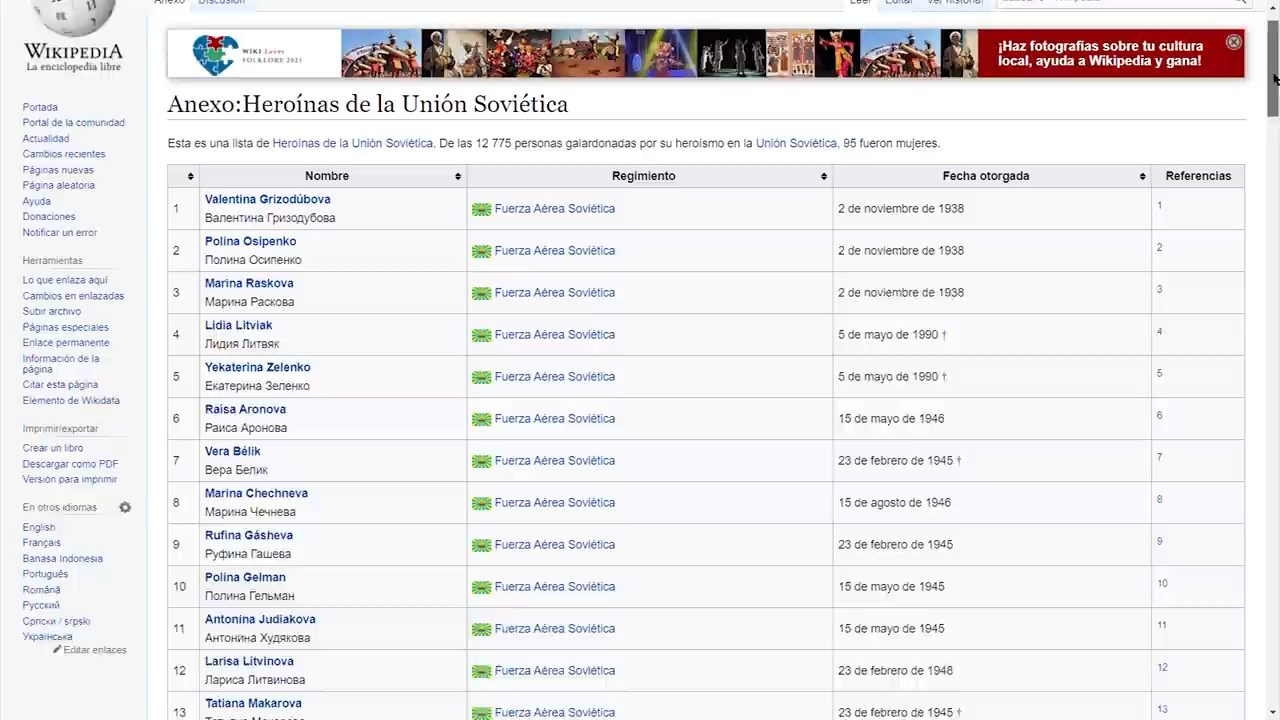 Anexo
Discusión
Leer
Editar
Ver historial
WIKIPEDIA
La enciclopedia libre
WIKI Loves
FOLKLORE 2021
¡Haz fotografías sobre tu cultura
local, ayuda a Wikipedia y gana!
Portada
Portal de la comunidad
Actualidad
Cambios recientes
Páginas nuevas
Página aleatoria
Ayuda
Donaciones
Notificar un error
Herramientas
Lo que enlaza aquí
Cambios en enlazadas
Subir archivo
Páginas especiales
Enlace permanente
Información de la
página
Citar esta página
Elemento de Wikidata
Imprimir/exportar
Crear un libro
Descargar como PDF
Versión para imprimir
En otros idiomas
English
Français
Bahasa Indonesia
Português
Română
Русский
Српски / srpski
Українська
Editar enlaces
Anexo:Heroínas de la Unión Soviética
Esta es una lista de Heroínas de la Unión Soviética. De las 12 775 personas galardonadas por su heroísmo en la Unión Soviética, 95 fueron mujeres.
Nombre Regimiento Fecha otorgada Referencias
1 Valentina Grizodúbova Fuerza Aérea Soviética 2 de noviembre de 1938 1
Валентина Гризодубова
2 Polina Osipenko Fuerza Aérea Soviética 2 de noviembre de 1938 2
Полина Осипенко
3 Marina Raskova Fuerza Aérea Soviética 2 de noviembre de 1938 3
Марина Раскова
4 Lidia Litviak Fuerza Aérea Soviética 5 de mayo de 1990 † 4
Лидия Литвяк
5 Yekaterina Zelenko Fuerza Aérea Soviética 5 de mayo de 1990 † 5
Екатерина Зеленко
6 Raísa Aronova Fuerza Aérea Soviética 15 de mayo de 1946 6
Раиса Аронова
7 Vera Bélik Fuerza Aérea Soviética 23 de febrero de 1945 † 7
Вера Белик
8 Marina Chechneva Fuerza Aérea Soviética 15 de agosto de 1946 8
Марина Чечнева
9 Rufina Gásheva Fuerza Aérea Soviética 23 de febrero de 1945 9
Руфина Гашева
10 Polina Gelman Fuerza Aérea Soviética 15 de mayo de 1945 10
Полина Гельман
11 Antonina Judiakova Fuerza Aérea Soviética 15 de mayo de 1945 11
Антонина Худякова
12 Larisa Litvinova Fuerza Aérea Soviética 23 de febrero de 1948 12
Лариса Литвинова
13 Tatiana Makarova Fuerza Aérea Soviética 23 de febrero de 1945 † 13